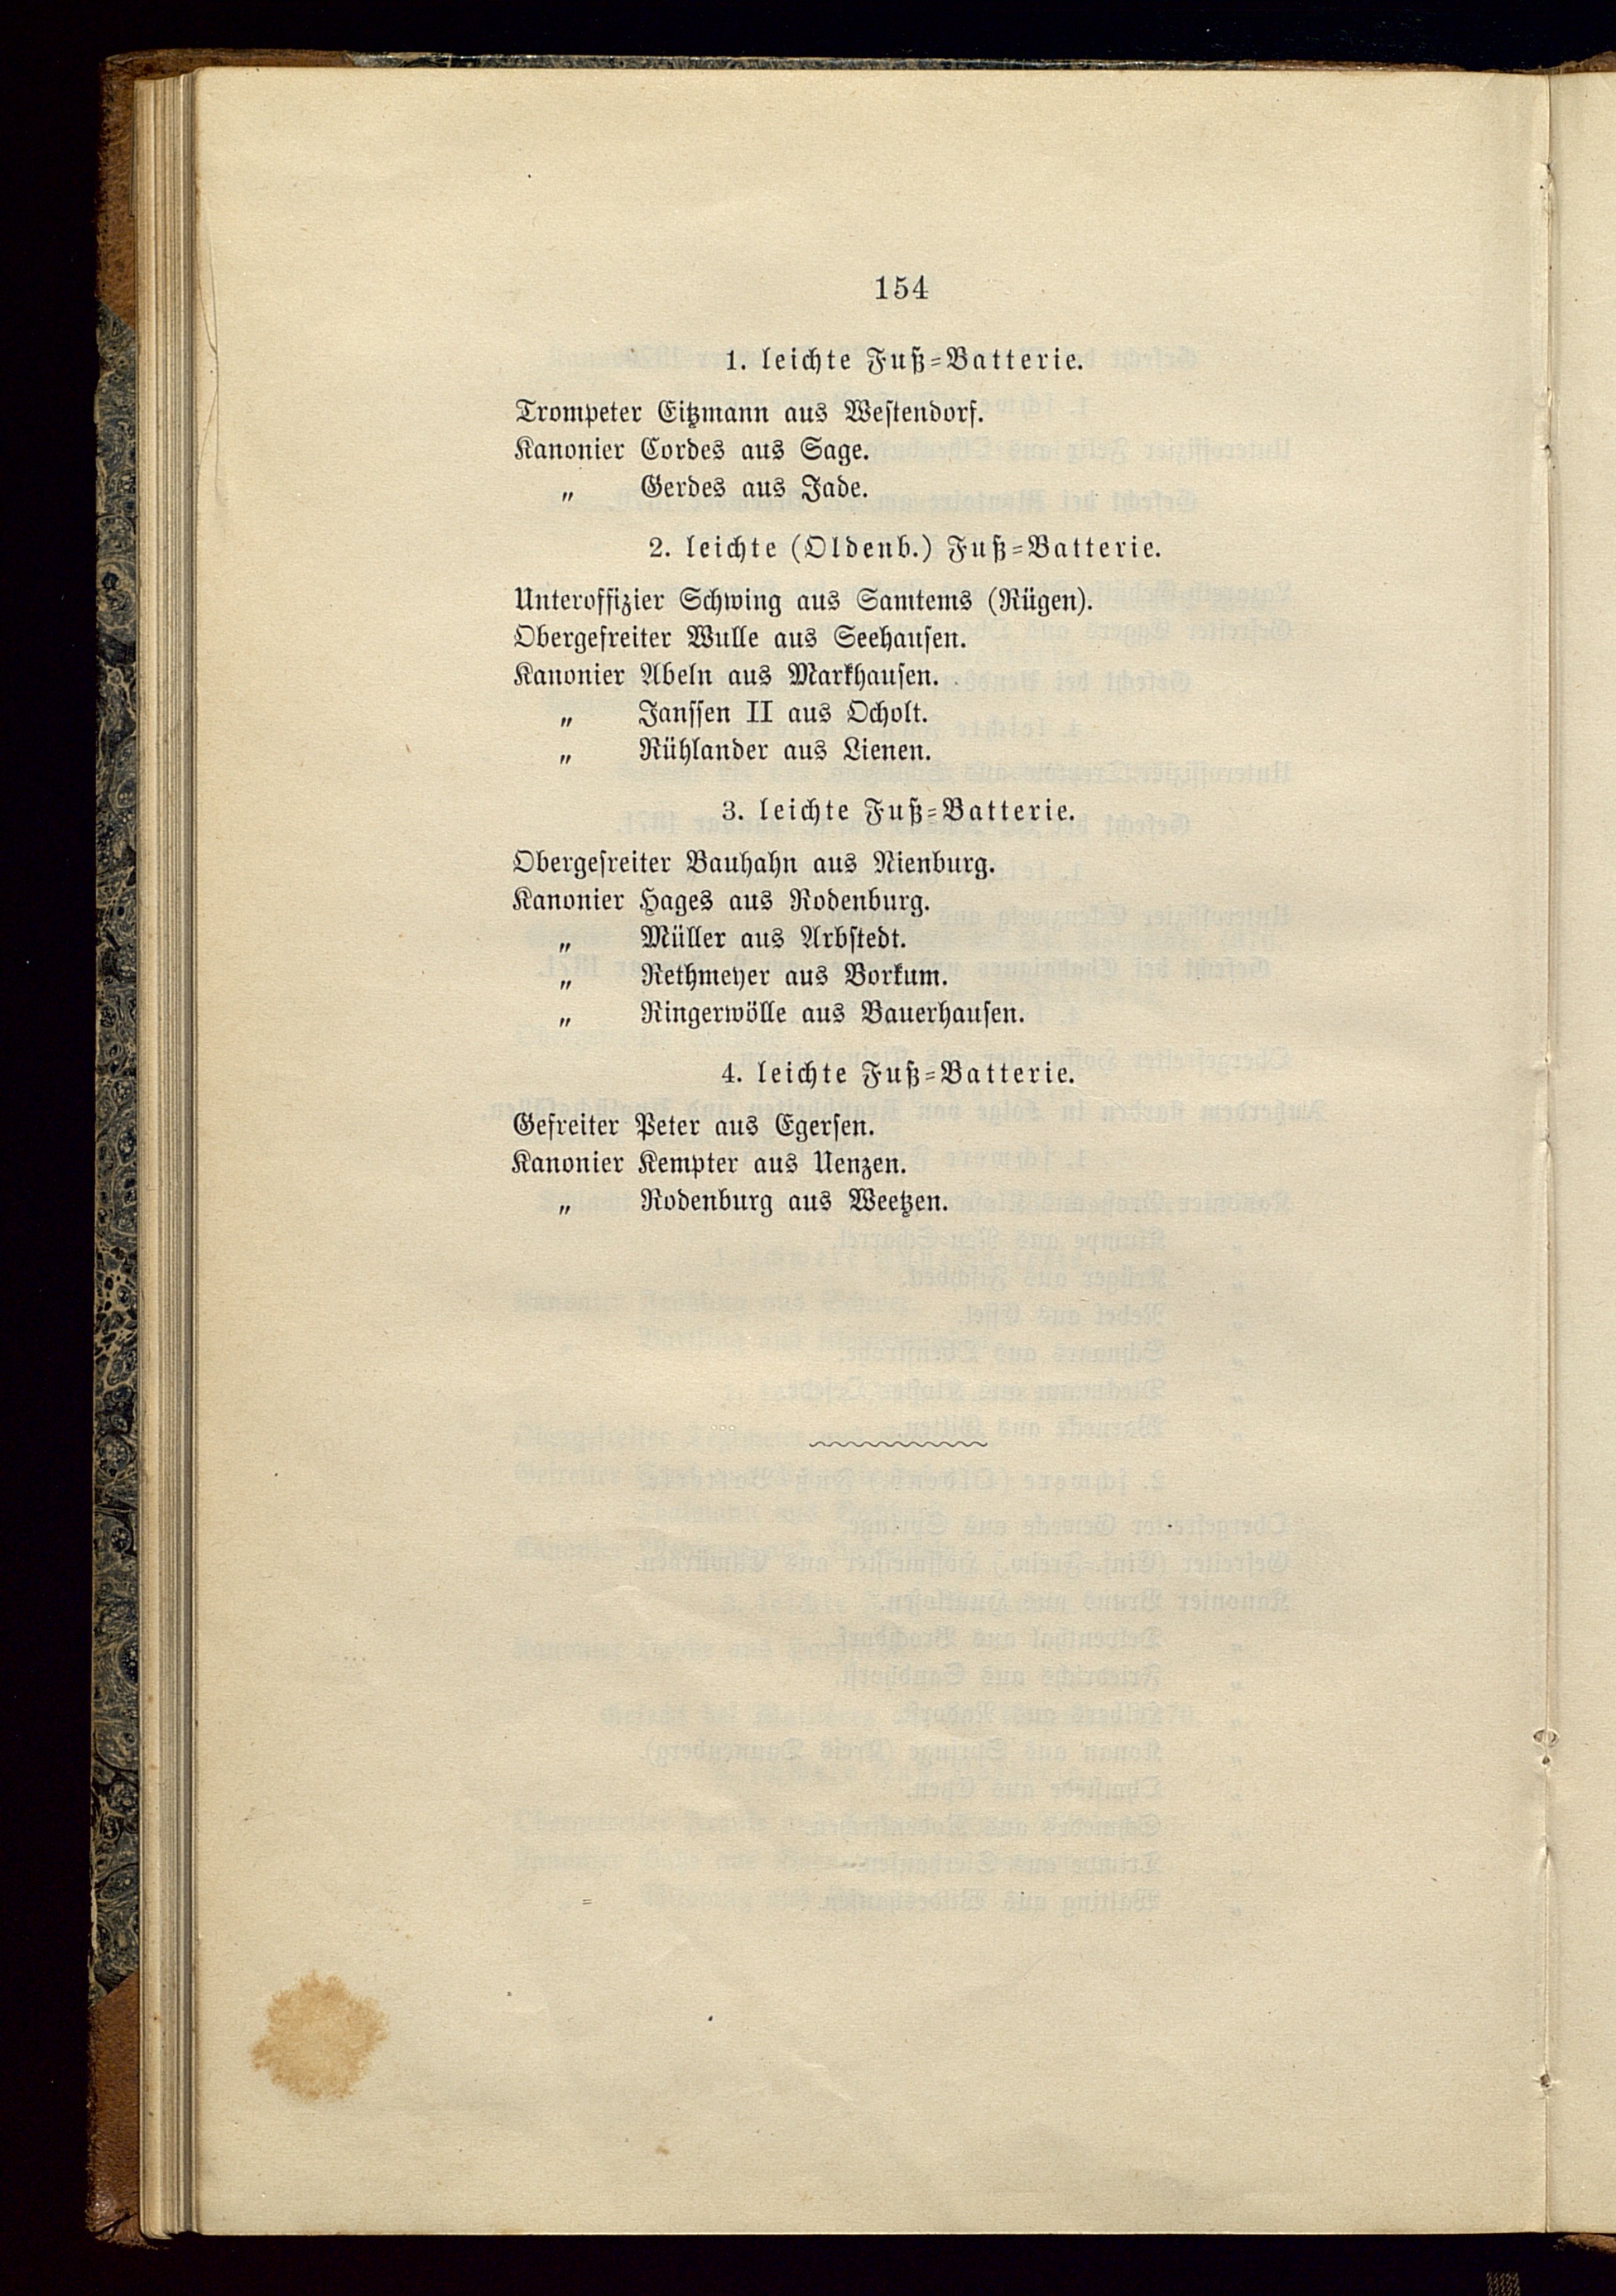 154
1. leichte Fuß-Batterie.
Trompeter Eitzmann aus Westendorf.
Kanonier Cordes aus Sage.
„ Gerdes aus Jade.
2. leichte (Oldenb.) Fuß-Batterie.
Unteroffizier Schwing aus Samtems (Rügen).
Obergefreiter Wulle aus Seehausen.
Kanonier Abeln aus Markhausen.
„ Janssen II aus Ocholt.
„ Rühlander aus Lienen.
3. leichte Fuß-Batterie.
Obergefreiter Bauhahn aus Nienburg.
Kanonier Hages aus Rodenburg.
„ Müller aus Arbstedt.
„ Rethmeyer aus Borkum.
„ Ringerwölle aus Bauerhausen.
4. leichte Fuß-Batterie.
Gefreiter Peter aus Egersen.
Kanonier Kempter aus Uenzen.
„ Rodenburg aus Weetzen.